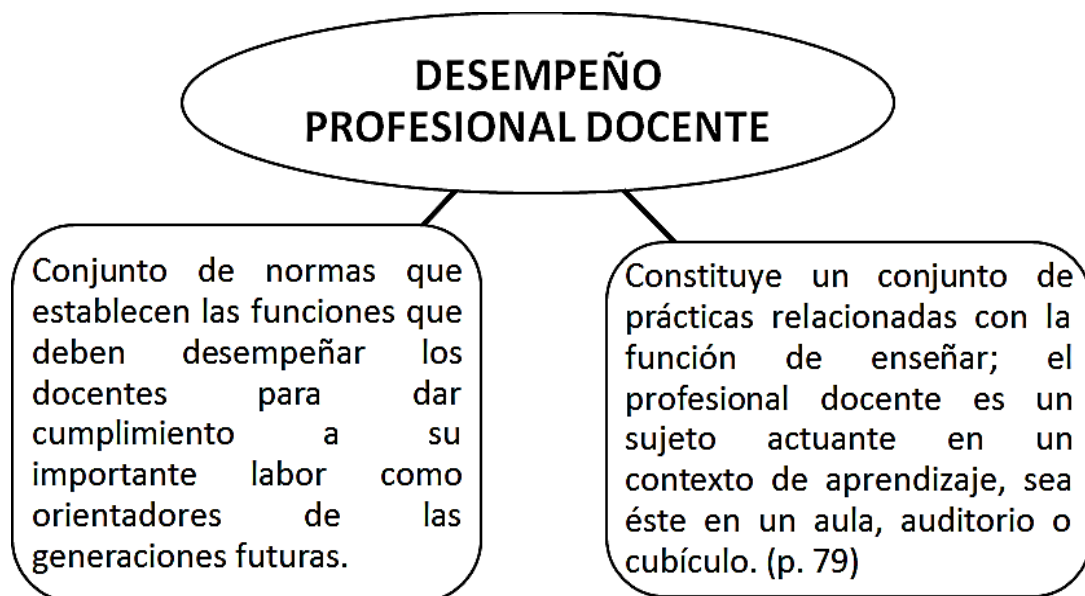 DESEMPEÑO
PROFESIONAL DOCENTE
Conjunto de normas que
establecen las funciones que
deben desempeñar los
docentes para dar
cumplimiento a su
importante labor como
orientadores de las
generaciones futuras.
Constituye un conjunto de
prácticas relacionadas con la
función de enseñar; el
profesional docente es un
sujeto actuante en un
contexto de aprendizaje, sea
éste en un aula, auditorio o
cubículo. (p. 79)